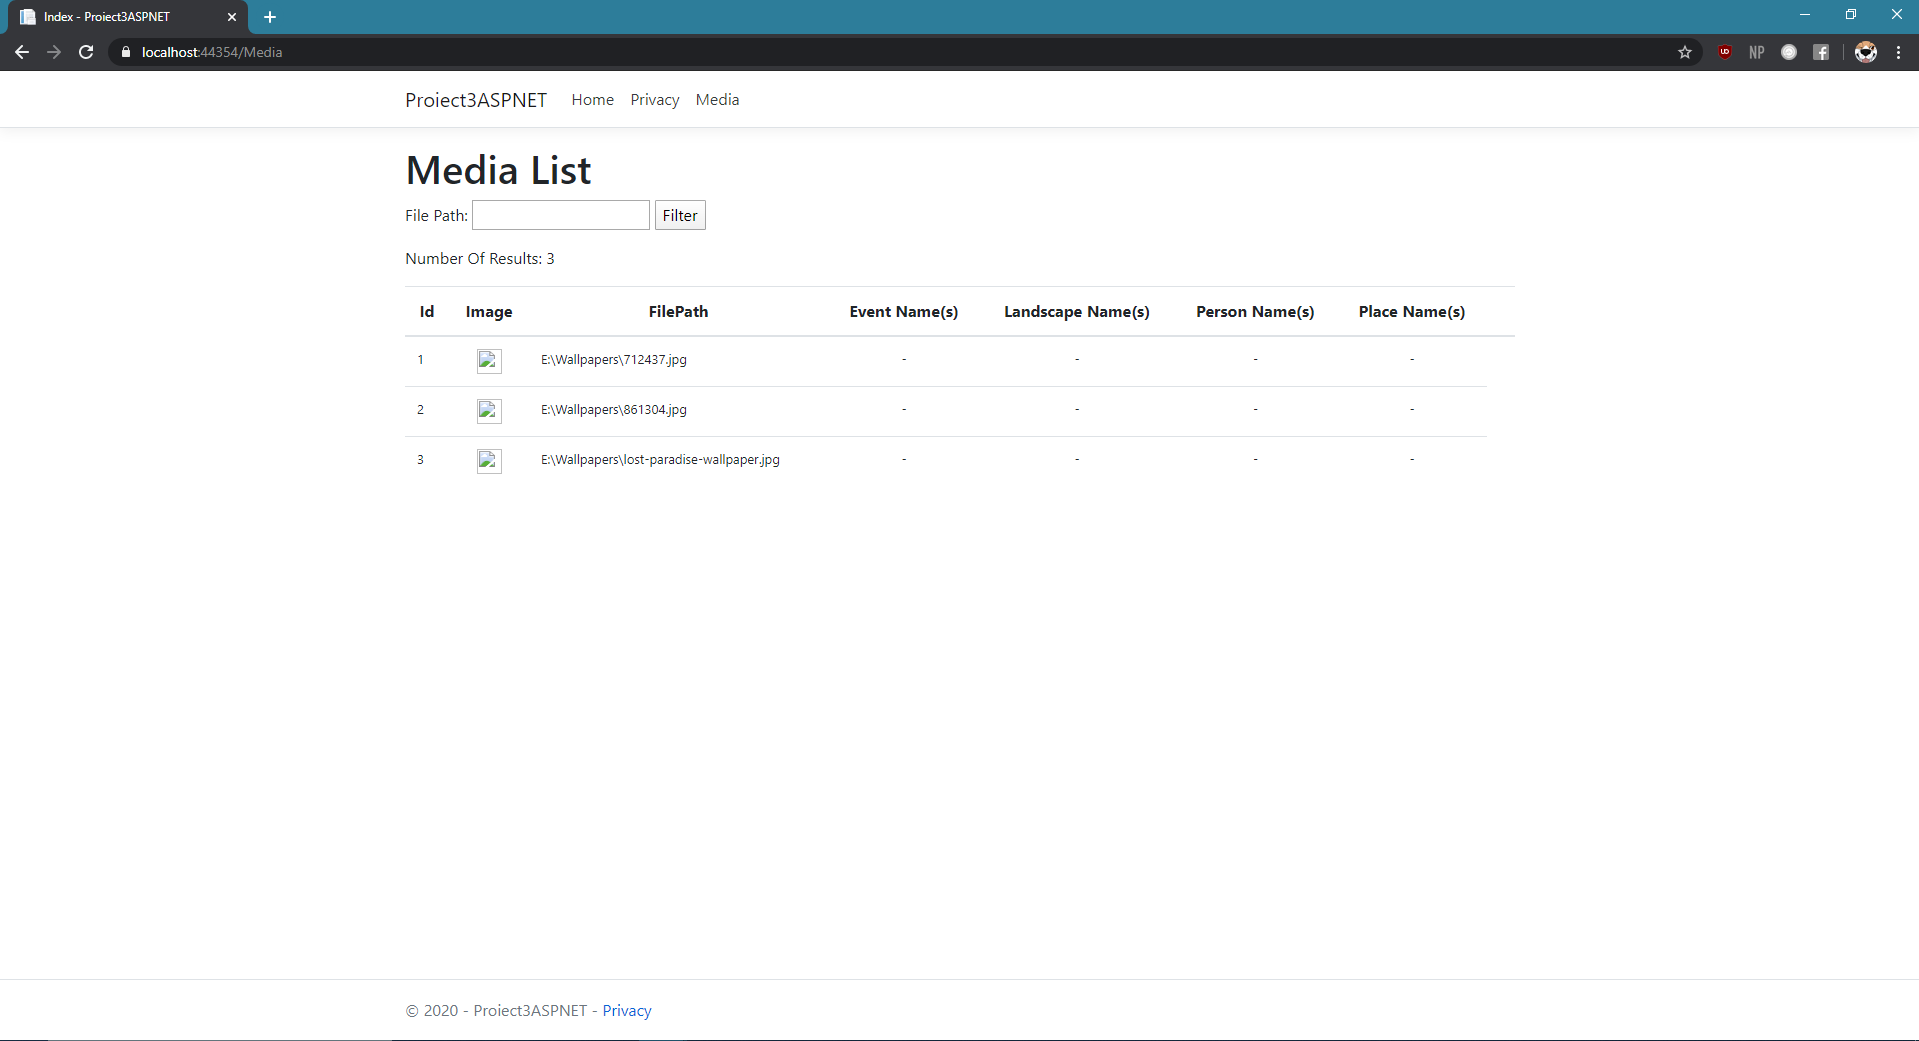 Index - Proiect3ASPNET
localhost:44354/Media
NP
Proiect3ASPNET Home Privacy Media
Media List
File Path: Filter
Number Of Results: 3
Id Image FilePath Event Name(s) Landscape Name(s) Person Name(s) Place Name(s)
1 E:\Wallpapers\712437.jpg - - - -
2 E:\Wallpapers\861304.jpg - - - -
3 E:\Wallpapers\lost-paradise-wallpaper.jpg - - - -
© 2020 - Proiect3ASPNET - Privacy